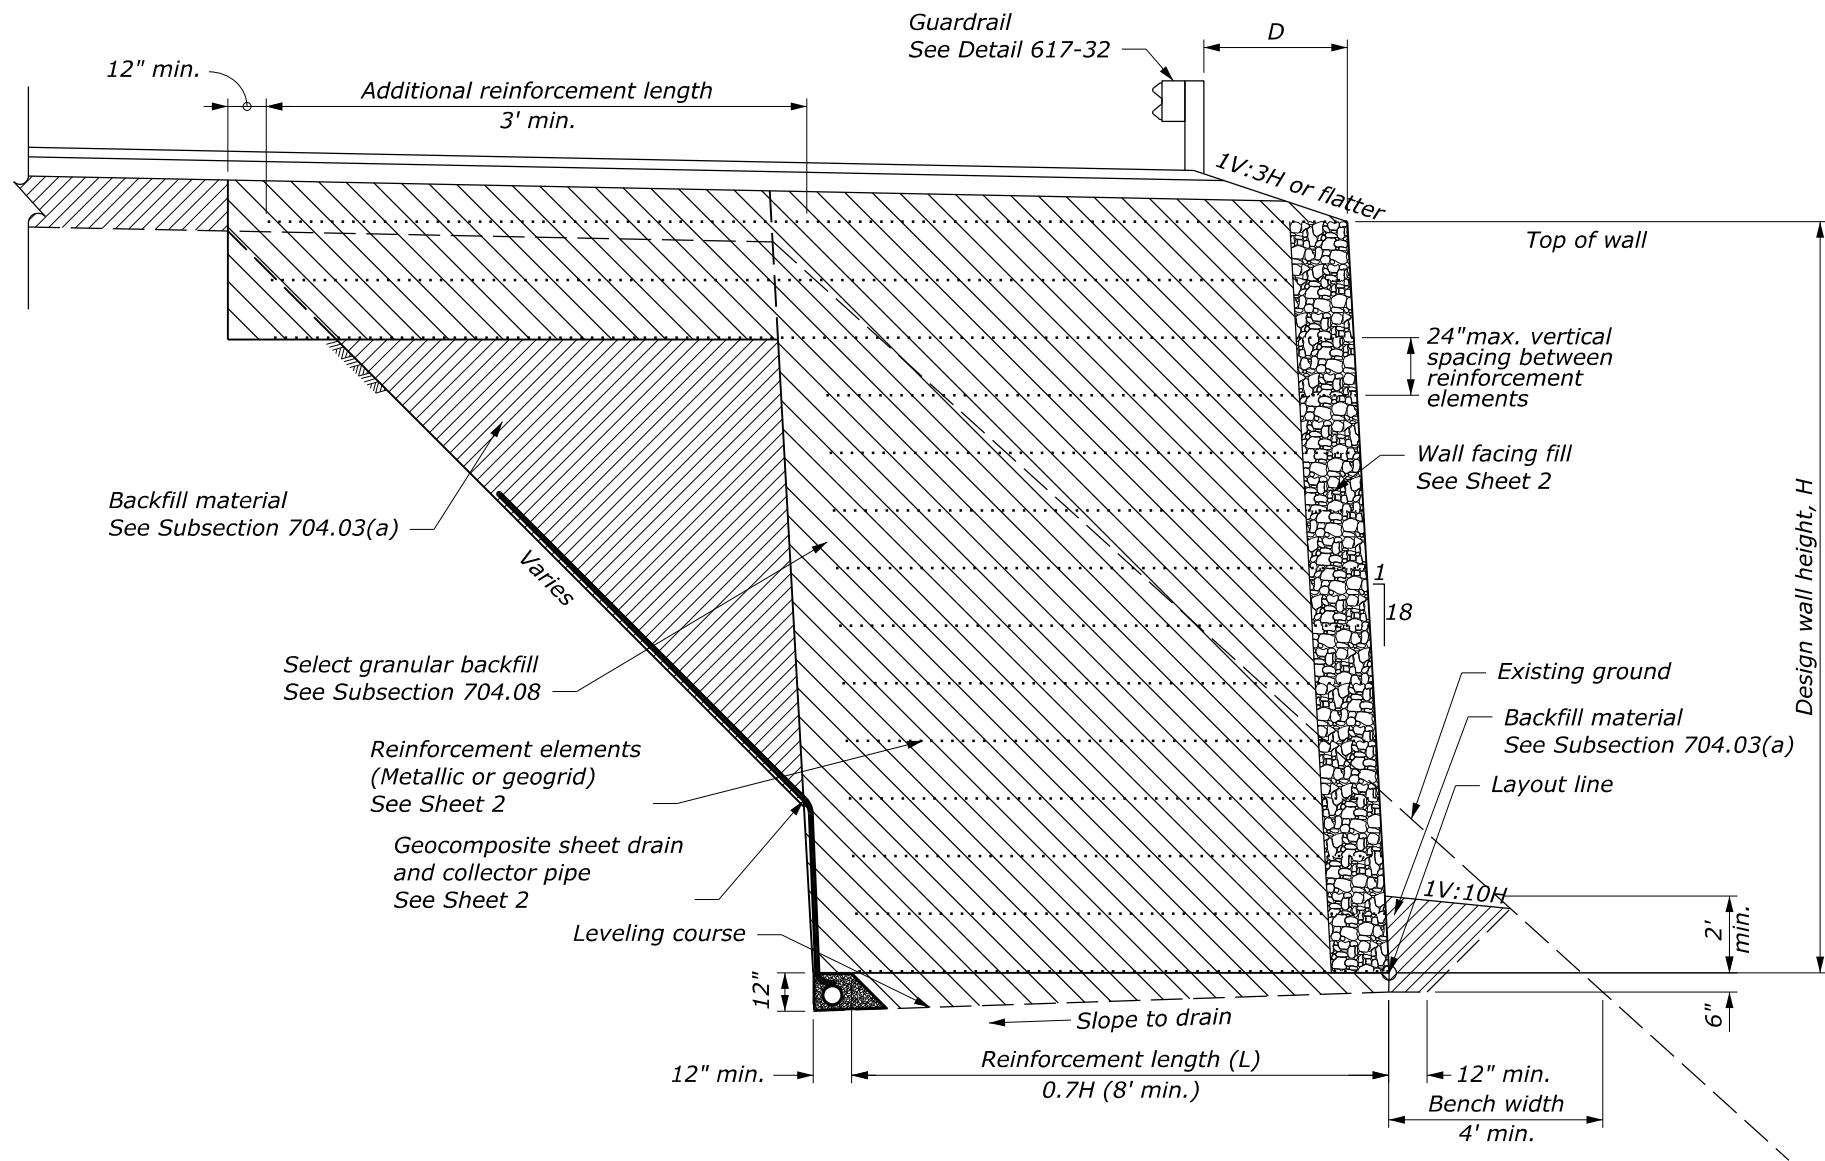 Guardrail
See Detail 617-32
D
12" min.
Additional reinforcement length
3' min.
1V:3H or flatter
Top of wall
24"max. vertical
spacing between
reinforcement
elements
Wall facing fill
See Sheet 2
Design wall height, H
Backfill material
See Subsection 704.03(a)
Varies
1
18
Select granular backfill
See Subsection 704.08
Existing ground
Backfill material
See Subsection 704.03(a)
Layout line
Reinforcement elements
(Metallic or geogrid)
See Sheet 2
Geocomposite sheet drain
and collector pipe
See Sheet 2
1V:10H
2'
min.
Leveling course
12"
6"
Slope to drain
12" min.
Reinforcement length (L)
0.7H (8' min.)
12" min.
Bench width
4' min.